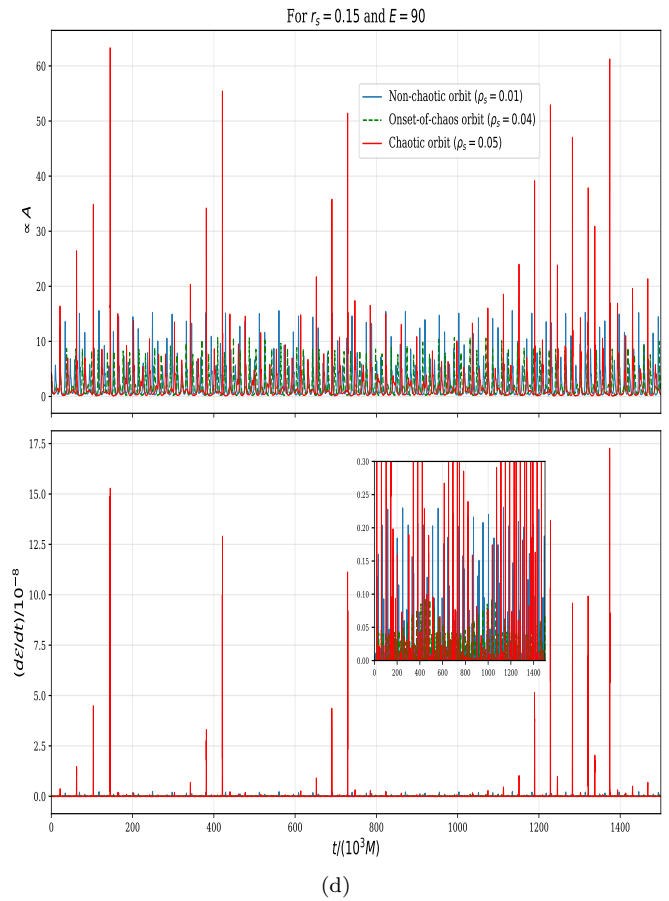 For r_s = 0.15 and E = 90
60
50
40
30
20
10
0
∝ A
Non-chaotic orbit (ρ_s = 0.01)
Onset-of-chaos orbit (ρ_s = 0.04)
Chaotic orbit (ρ_s = 0.05)
17.5
15.0
12.5
10.0
7.5
5.0
2.5
0.0
(dℰ/dt)/10⁻⁸
0.30
0.25
0.20
0.15
0.10
0.05
0.00
0 200 400 600 800 1000 1200 1400
0 200 400 600 800 1000 1200 1400
t/(10³M)
(d)